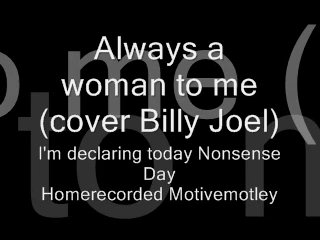 Always a
woman to me
(cover Billy Joel)
I'm declaring today Nonsense
Day
Homerecorded Motivemotley